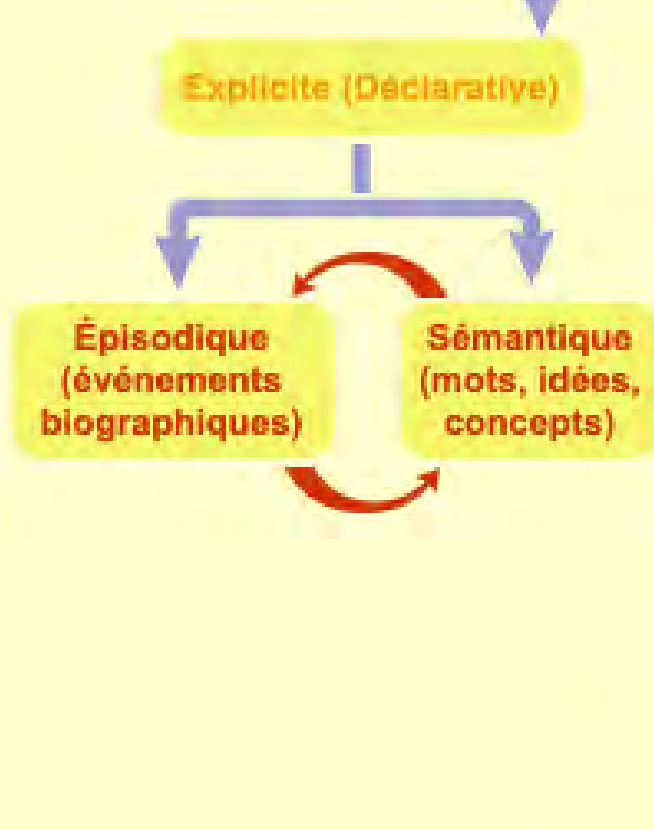 Explicite (Déclarative)
Épisodique
(événements
biographiques)
Sémantique
(mots, idées,
concepts)